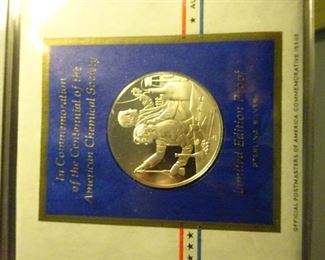 In Commemoration
of the Centennial of the
American Chemical Society
Limited Edition Proof
STERLING SILVER
OFFICIAL POSTMASTERS OF AMERICA COMMEMORATIVE ISSUE